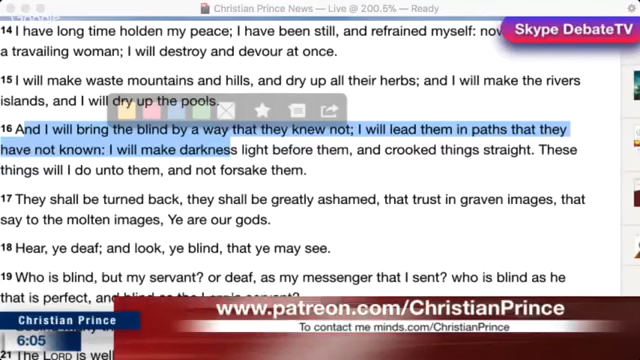 Christian Prince News — Live @ 200.5% — Ready
Skype DebateTV
14 I have long time holden my peace; I have been still, and refrained myself:
a travailing woman; I will destroy and devour at once.
15 I will make waste mountains and hills, and dry up all their herbs; and I will make the rivers
islands, and I will dry up the pools.
16 And I will bring the blind by a way that they knew not; I will lead them in paths that they
have not known: I will make darkness light before them, and crooked things straight. These
things will I do unto them, and not forsake them.
17 They shall be turned back, they shall be greatly ashamed, that trust in graven images, that
say to the molten images, Ye are our gods.
18 Hear, ye deaf; and look, ye blind, that ye may see.
19 Who is blind, but my servant? or deaf, as my messenger that I sent? who is blind as he
that is perfect, and blind as the Lord's servant?
www.patreon.com/ChristianPrince
Christian Prince
To contact me minds.com/ChristianPrince
6:05
21 The LORD is well